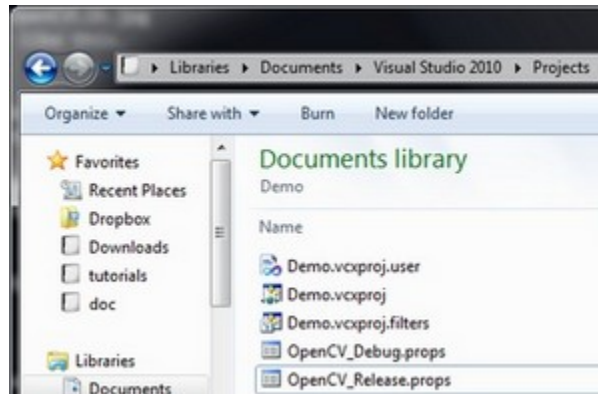 Libraries Documents Visual Studio 2010 Projects
Organize Share with Burn New folder
Favorites
Recent Places
Dropbox
Downloads
tutorials
doc
Libraries
Documents
Documents library
Demo
Name
Demo.vcxproj.user
Demo.vcxproj
Demo.vcxproj.filters
OpenCV_Debug.props
OpenCV_Release.props